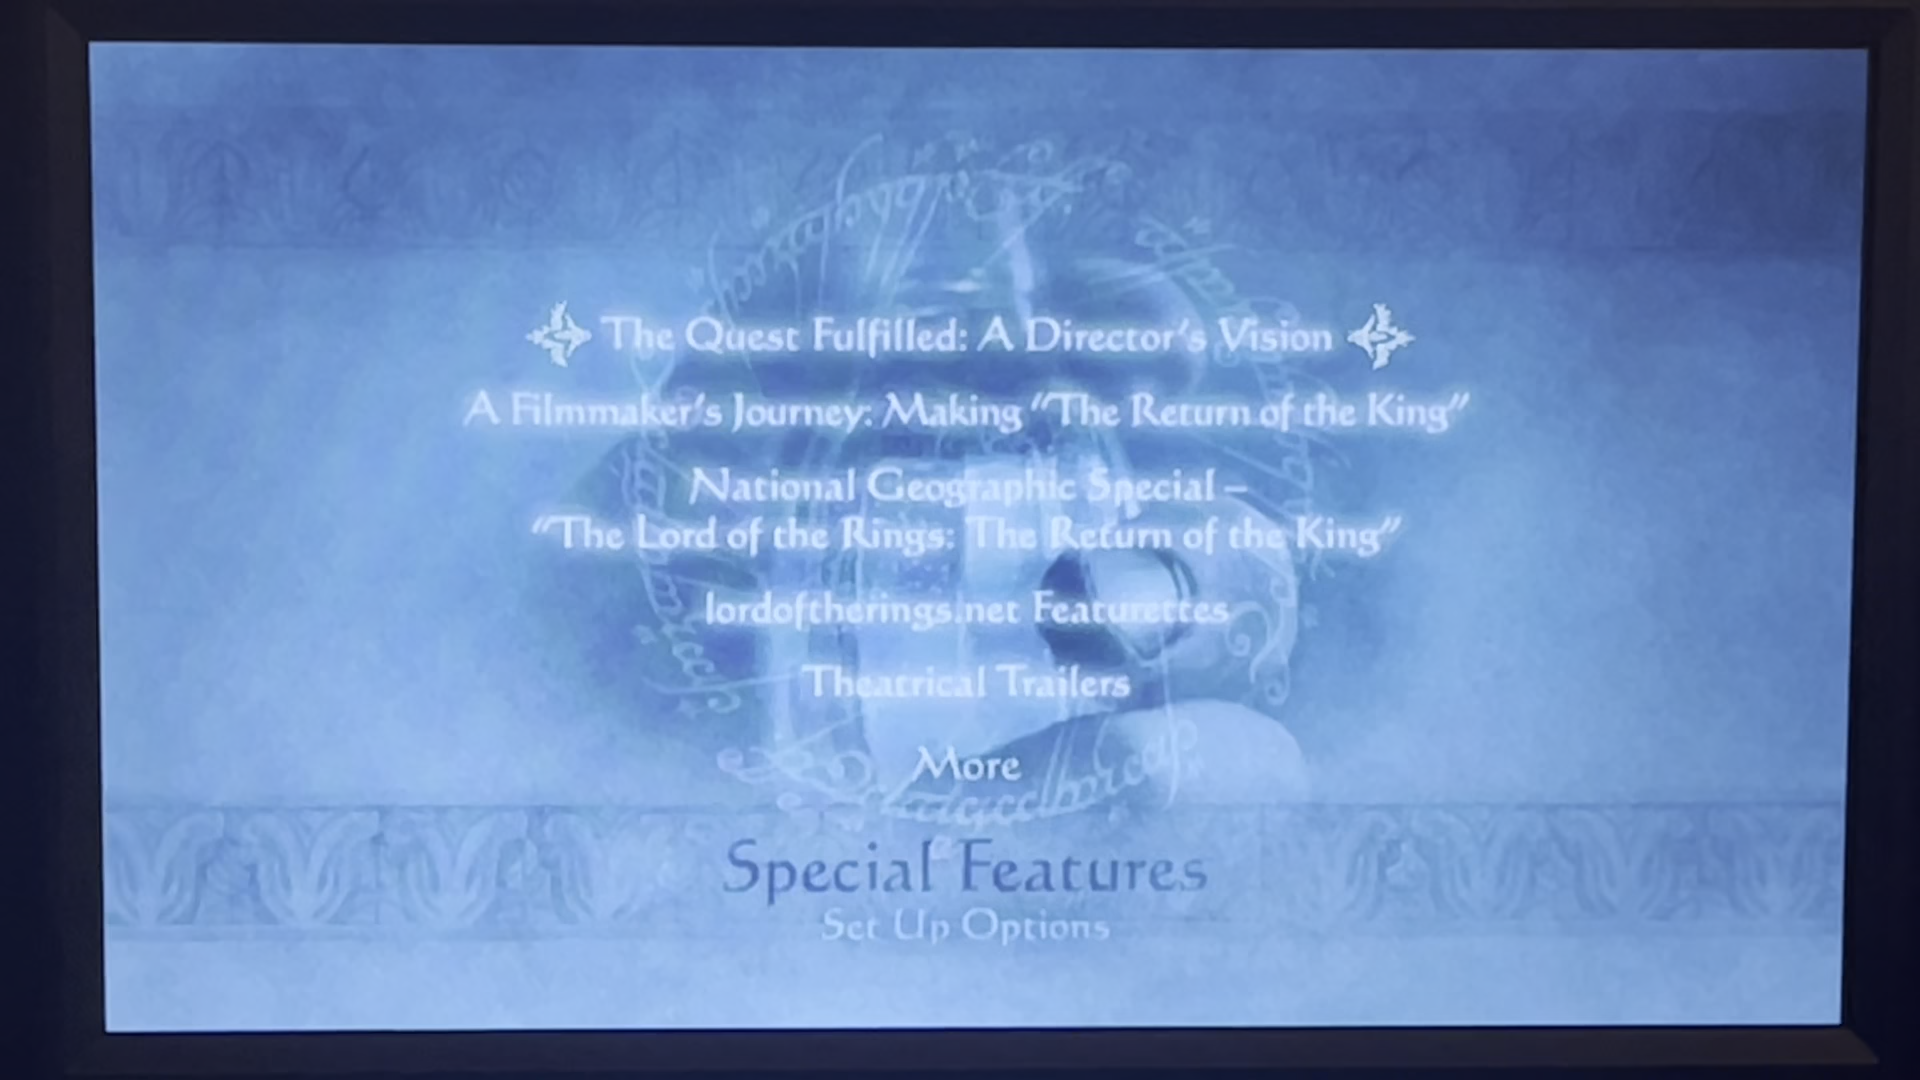 The Quest Fulfilled: A Director's Vision
A Filmmaker's Journey: Making "The Return of the King"
National Geographic Special –
"The Lord of the Rings: The Return of the King"
lordoftherings.net Featurettes
Theatrical Trailers
More
Special Features
Set Up Options